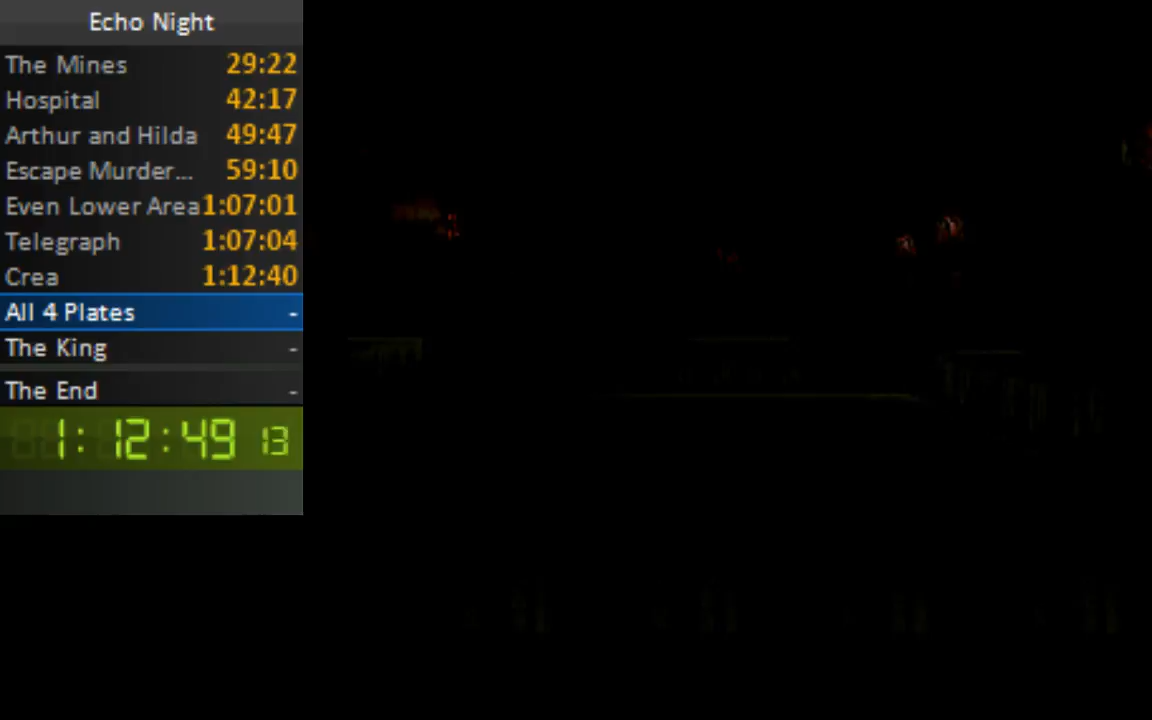 Echo Night
The Mines 29:22
Hospital 42:17
Arthur and Hilda 49:47
Escape Murder... 59:10
Even Lower Area 1:07:01
Telegraph 1:07:04
Crea 1:12:40
All 4 Plates -
The King -
The End -
1:12:49 13